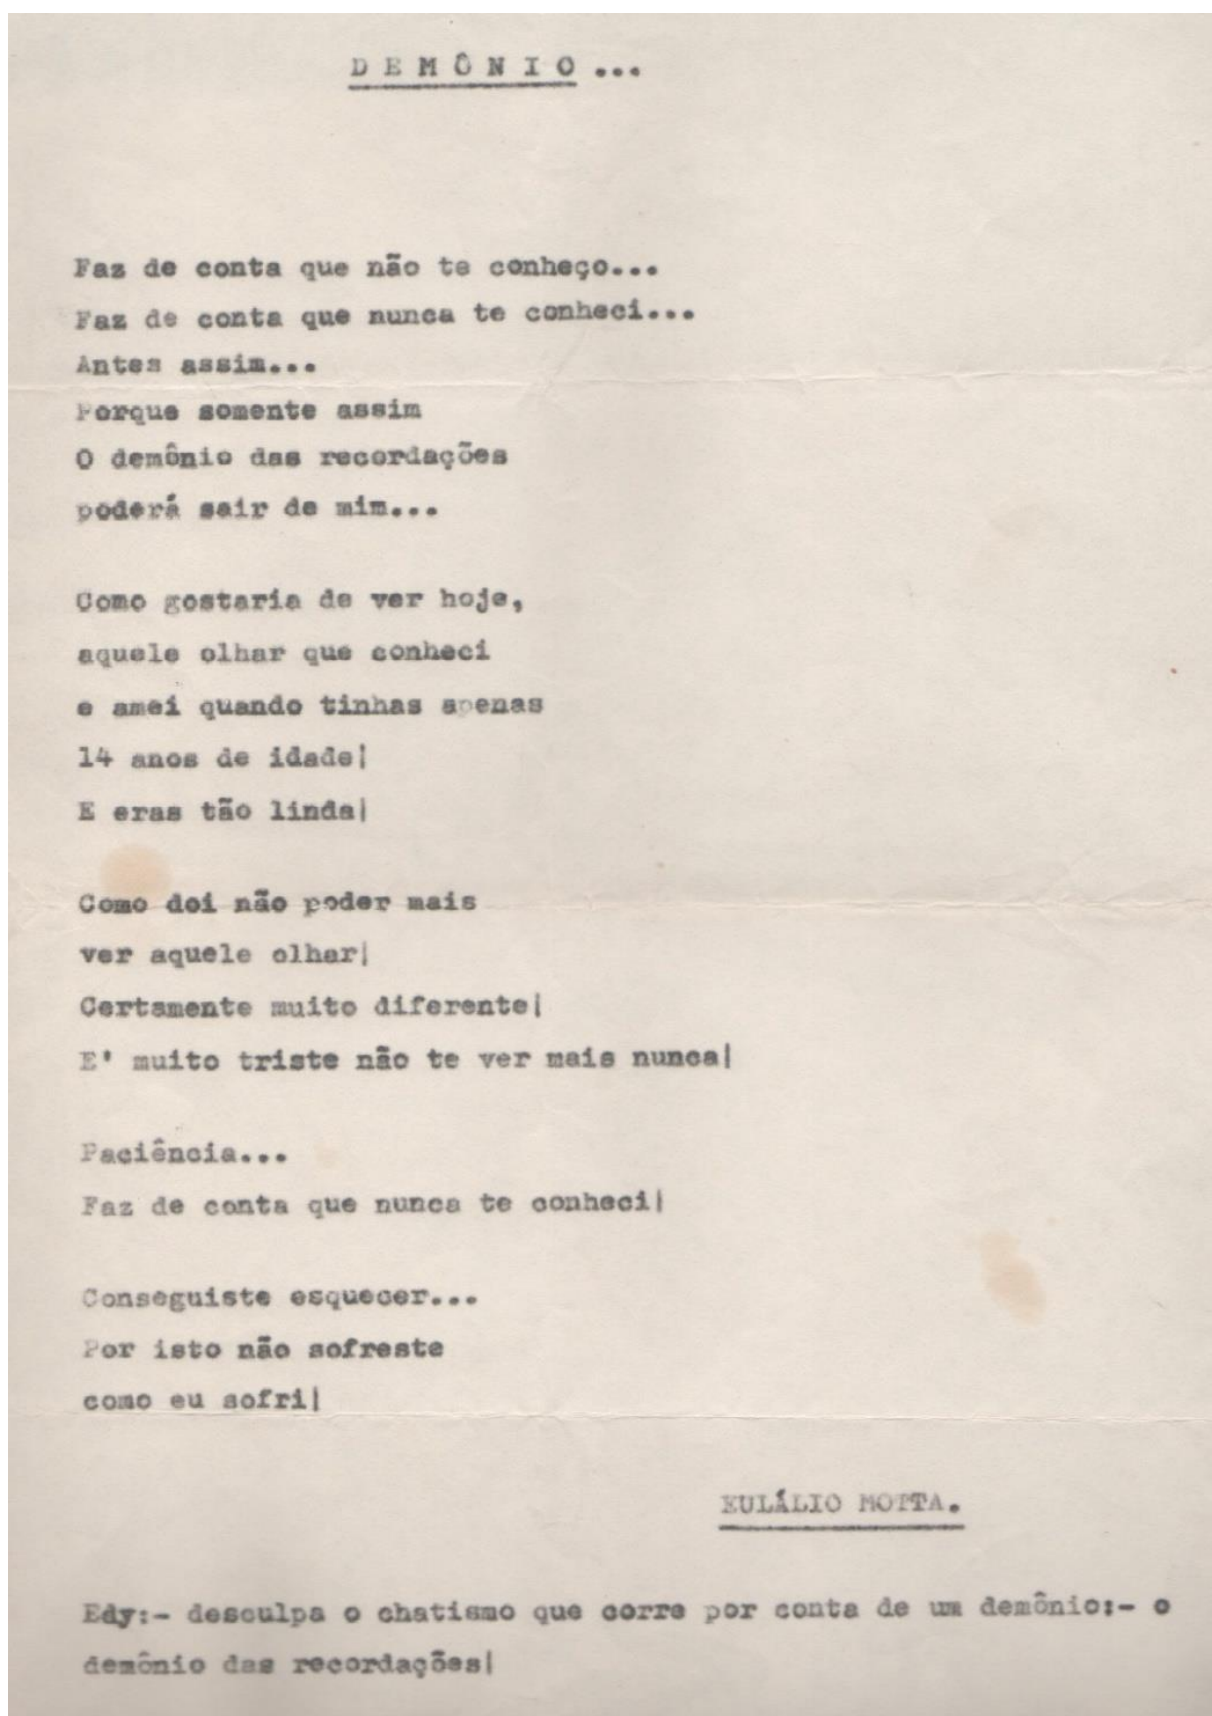 DEMÔNIO...
Faz de conta que não te conheço...
Faz de conta que nunca te conheci...
Antes assim...
Porque somente assim
O demônio das recordações
poderá sair de mim...
Como gostaria de ver hoje,
aquele olhar que conheci
e amei quando tinhas apenas
14 anos de idade|
E eras tão linda|
Como doi não poder mais
ver aquele olhar|
Certamente muito diferente|
E' muito triste não te ver mais nunca|
Paciência...
Faz de conta que nunca te conheci|
Conseguiste esquecer...
Por isto não sofreste
como eu sofri|
EULÁLIO MOTTA.
Edy:- desculpa o chatismo que corre por conta de um demônio:- o
demônio das recordações|